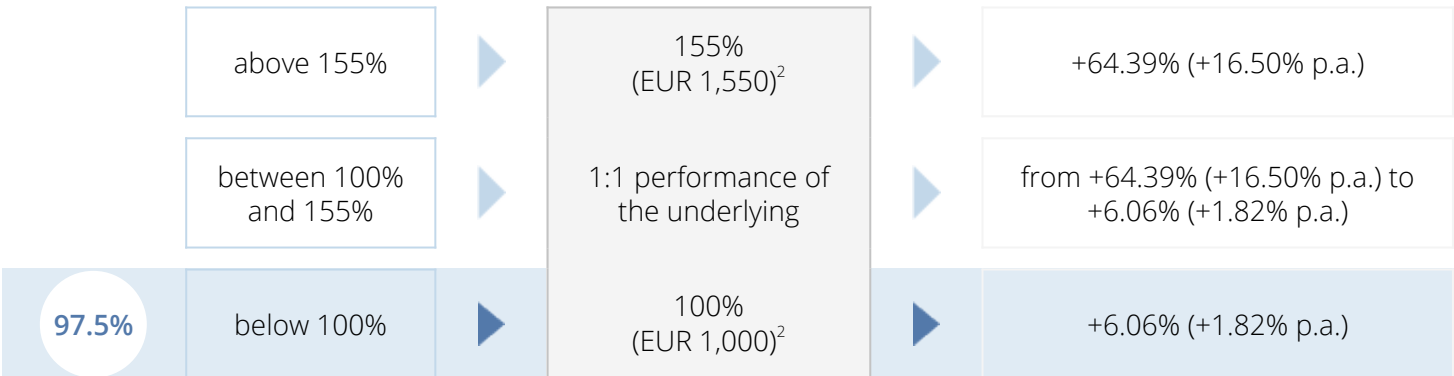 above 155%
155%
(EUR 1,550)²
+64.39% (+16.50% p.a.)
between 100%
and 155%
1:1 performance of
the underlying
from +64.39% (+16.50% p.a.) to
+6.06% (+1.82% p.a.)
97.5%
below 100%
100%
(EUR 1,000)²
+6.06% (+1.82% p.a.)